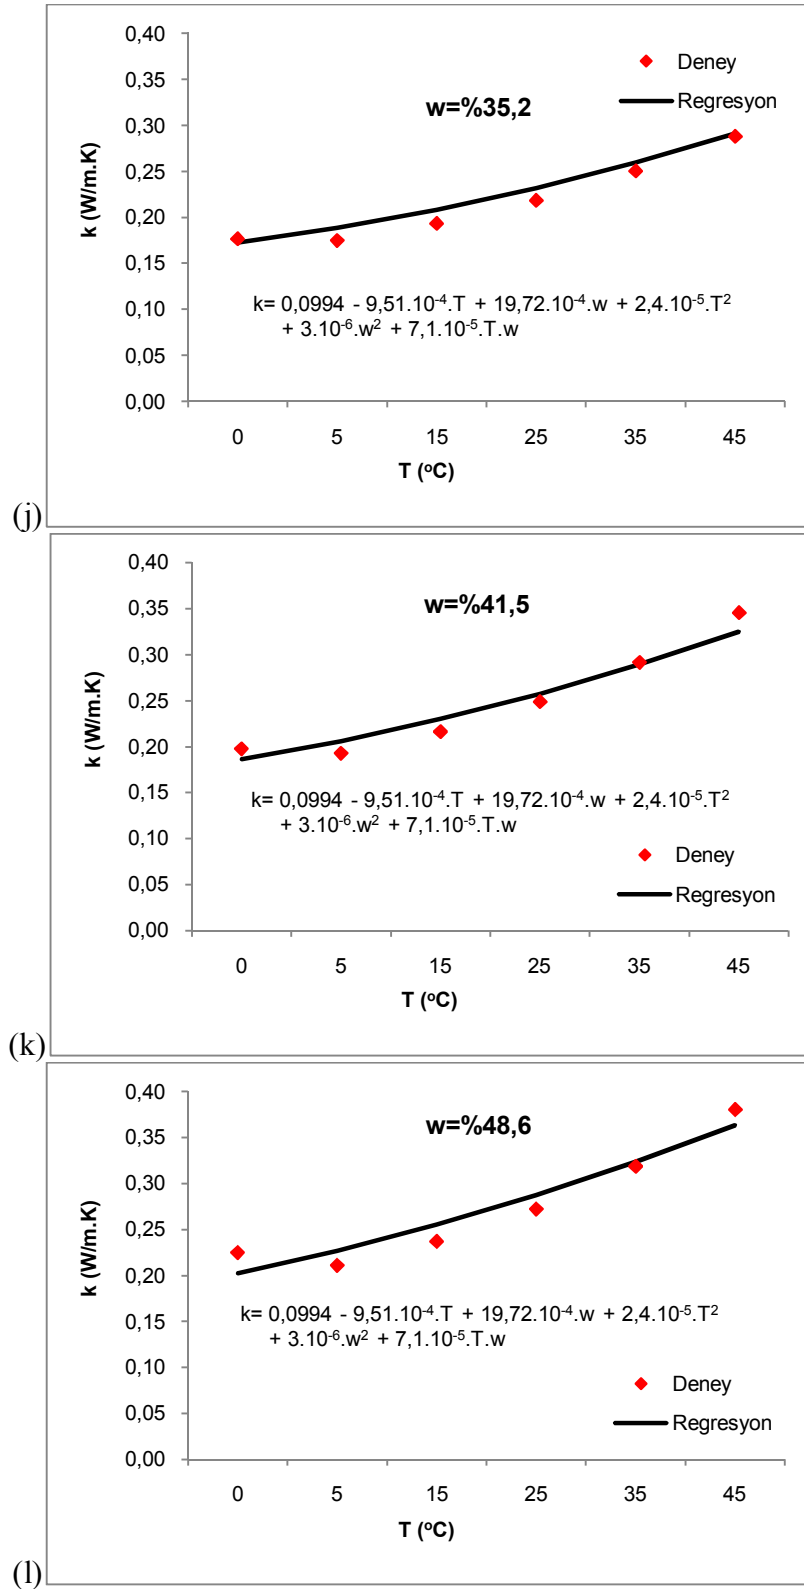 0,40
0,35
0,30
0,25
0,20
0,15
0,10
0,05
0,00
k (W/m.K)
Deney
Regresyon
w=%35,2
k= 0,0994 - 9,51.10⁻⁴.T + 19,72.10⁻⁴.w + 2,4.10⁻⁵.T²
+ 3.10⁻⁶.w² + 7,1.10⁻⁵.T.w
0 5 15 25 35 45
T (ºC)
(j)
0,40
0,35
0,30
0,25
0,20
0,15
0,10
0,05
0,00
k (W/m.K)
w=%41,5
k= 0,0994 - 9,51.10⁻⁴.T + 19,72.10⁻⁴.w + 2,4.10⁻⁵.T²
+ 3.10⁻⁶.w² + 7,1.10⁻⁵.T.w
Deney
Regresyon
0 5 15 25 35 45
T (ºC)
(k)
0,40
0,35
0,30
0,25
0,20
0,15
0,10
0,05
0,00
k (W/m.K)
w=%48,6
k= 0,0994 - 9,51.10⁻⁴.T + 19,72.10⁻⁴.w + 2,4.10⁻⁵.T²
+ 3.10⁻⁶.w² + 7,1.10⁻⁵.T.w
Deney
Regresyon
0 5 15 25 35 45
T (ºC)
(l)